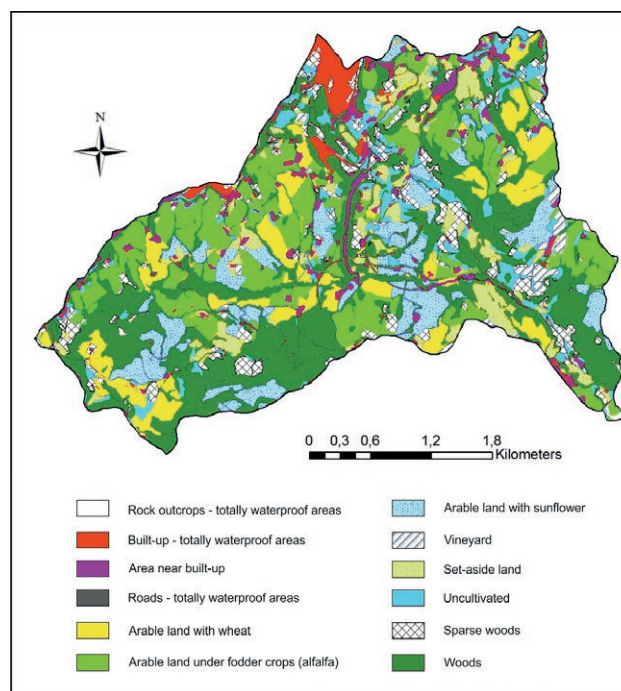 N
0 0,3 0,6 1,2 1,8
Kilometers
Rock outcrops - totally waterproof areas
Built-up - totally waterproof areas
Area near built-up
Roads - totally waterproof areas
Arable land with wheat
Arable land under fodder crops (alfalfa)
Arable land with sunflower
Vineyard
Set-aside land
Uncultivated
Sparse woods
Woods